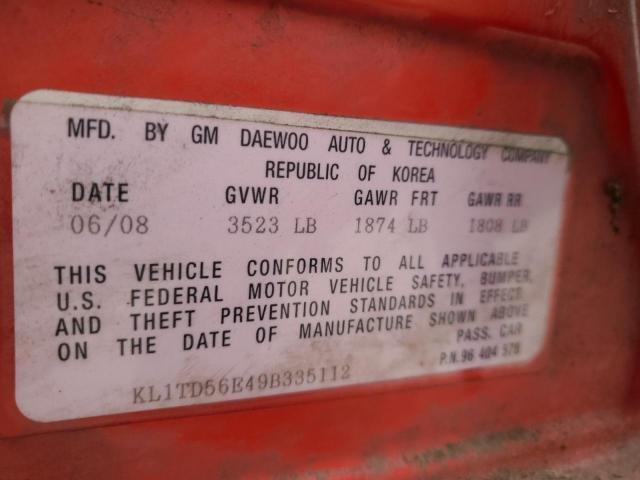 MFD. BY GM DAEWOO AUTO & TECHNOLOGY COMPANY
REPUBLIC OF KOREA
DATE GVWR GAWR FRT GAWR RR
06/08 3523 LB 1874 LB 1808 LB
THIS VEHICLE CONFORMS TO ALL APPLICABLE
U.S. FEDERAL MOTOR VEHICLE SAFETY, BUMPER,
AND THEFT PREVENTION STANDARDS IN EFFECT
ON THE DATE OF MANUFACTURE SHOWN ABOVE
PASS. CAR
P.N.96 404 578
KL1TD56E49B335112